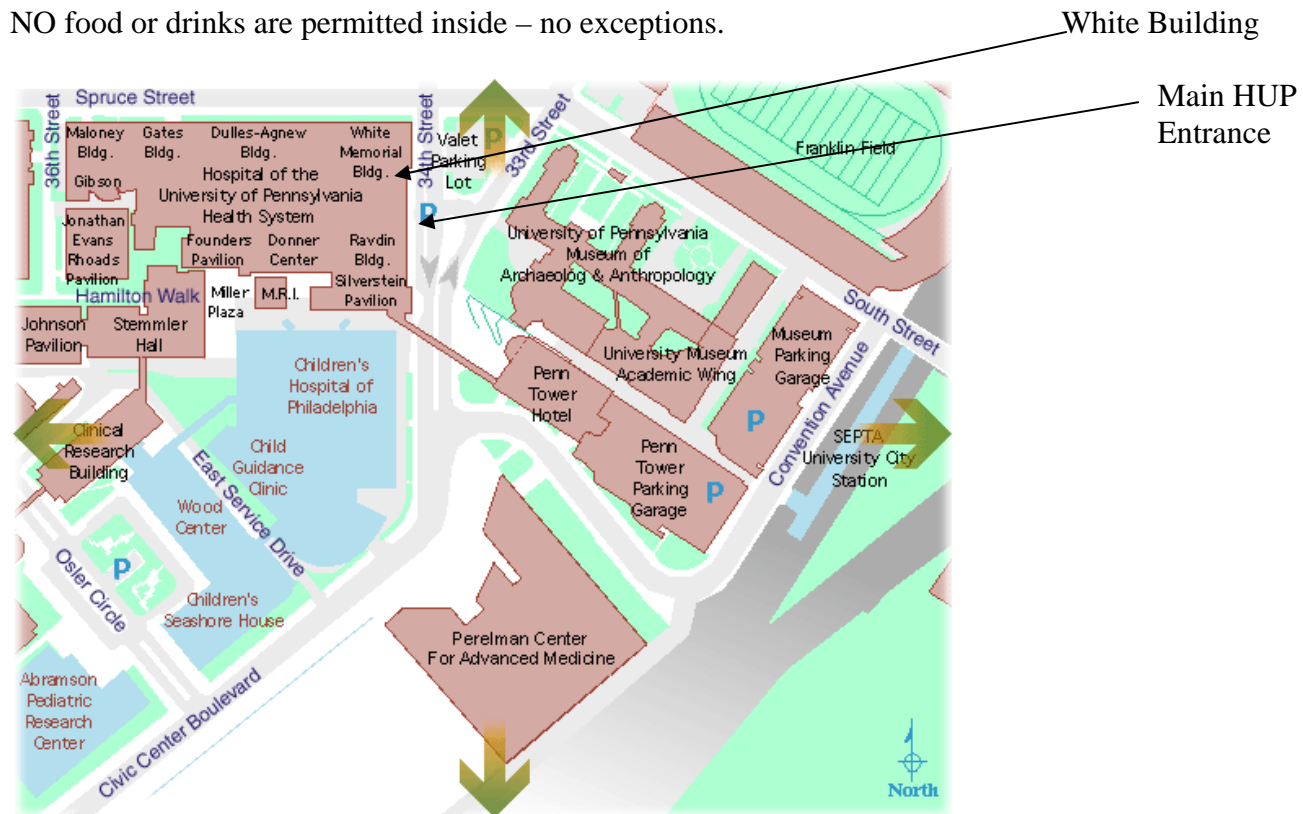 NO food or drinks are permitted inside – no exceptions.
White Building
Main HUP
Entrance
Spruce Street
36th Street
34th Street
33rd Street
Maloney
Bldg.
Gates
Bldg.
Dulles-Agnew
Bldg.
White
Memorial
Bldg.
Gibson
Hospital of the
University of Pennsylvania
Health System
Valet
Parking
Lot
P
P
Franklin Field
Jonathan
Evans
Rhoads
Pavilion
Founders
Pavilion
Donner
Center
Ravdin
Bldg.
Silverstein
Pavilion
University of Pennsylvania
Museum of
Archaeolog & Anthropology
Hamilton Walk
Miller
Plaza
M.R.I.
South Street
Johnson
Pavilion
Stemmler
Hall
Museum
Parking
Garage
P
University Museum
Academic Wing
Children's
Hospital of
Philadelphia
Penn
Tower
Hotel
Convention Avenue
Clinical
Research
Building
Child
Guidance
Clinic
Penn
Tower
Parking
Garage
P
SEPTA
University City
Station
East Service Drive
Wood
Center
P
Osler Circle
Children's
Seashore House
Perelman Center
For Advanced Medicine
Abramson
Pediatric
Research
Center
Civic Center Boulevard
North